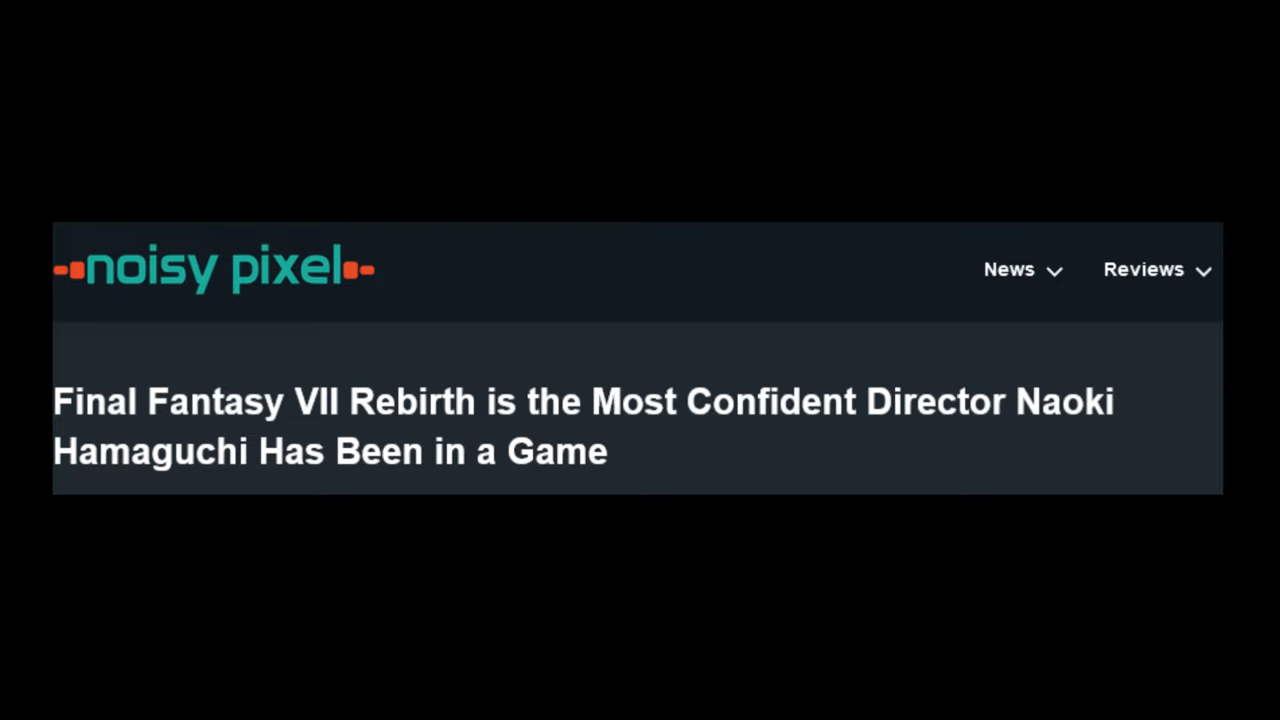 noisy pixel
News
Reviews
Final Fantasy VII Rebirth is the Most Confident Director Naoki
Hamaguchi Has Been in a Game